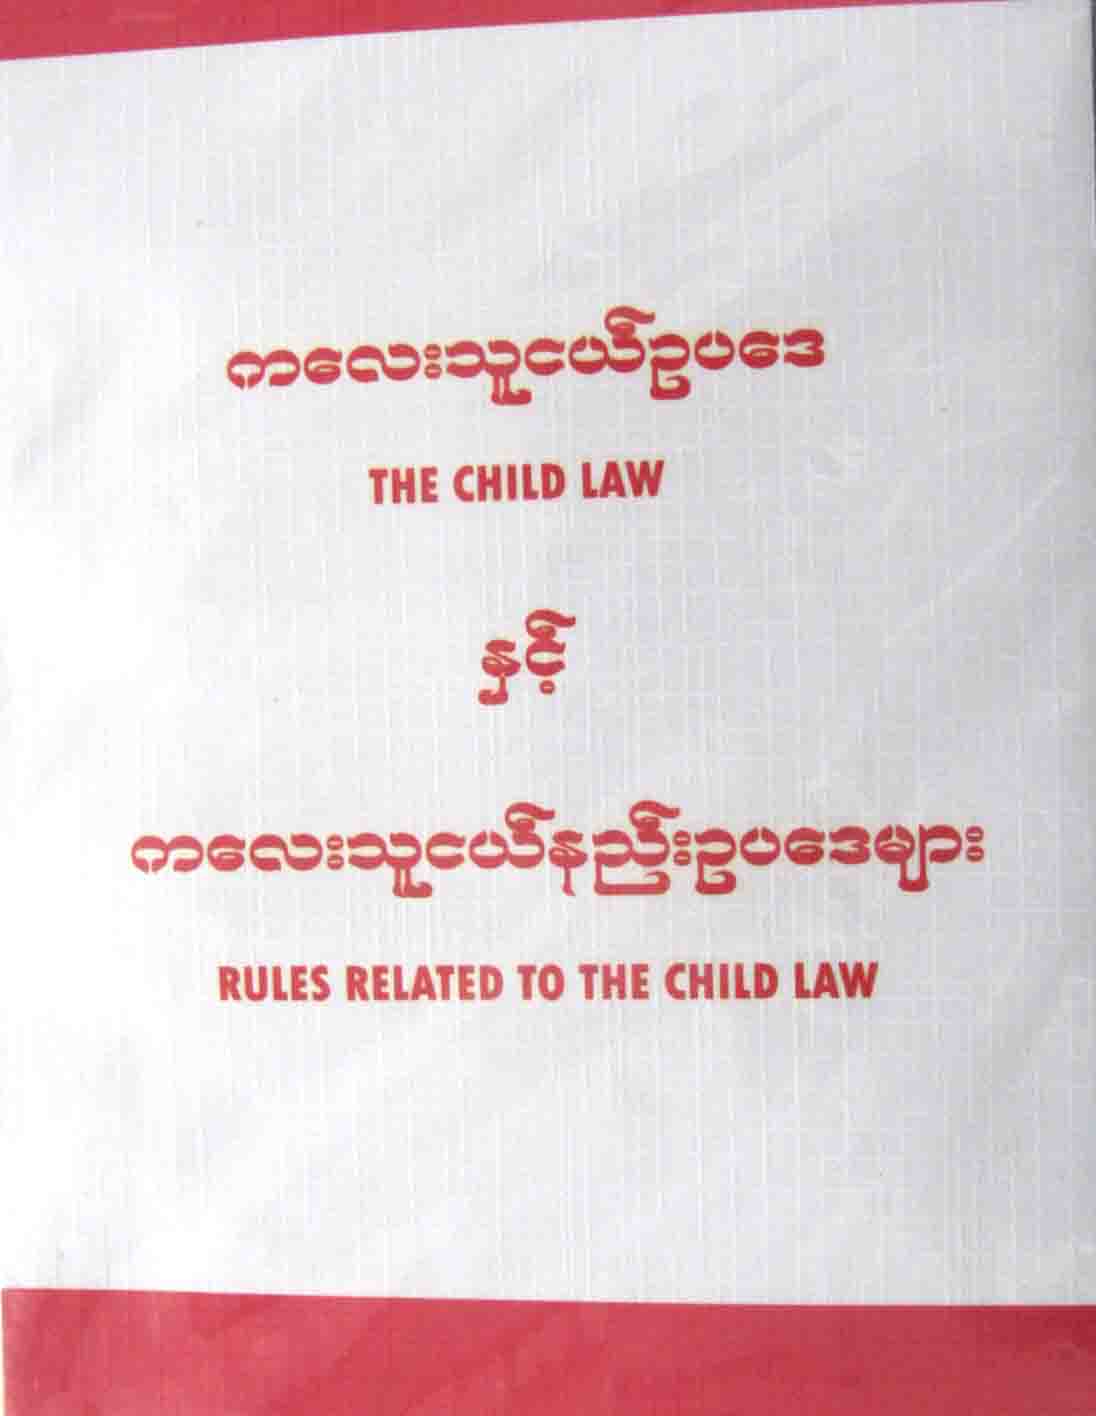 ကလေးသူငယ်ဥပဒေ
THE CHILD LAW
နှင့်
ကလေးသူငယ်နည်းဥပဒေများ
RULES RELATED TO THE CHILD LAW